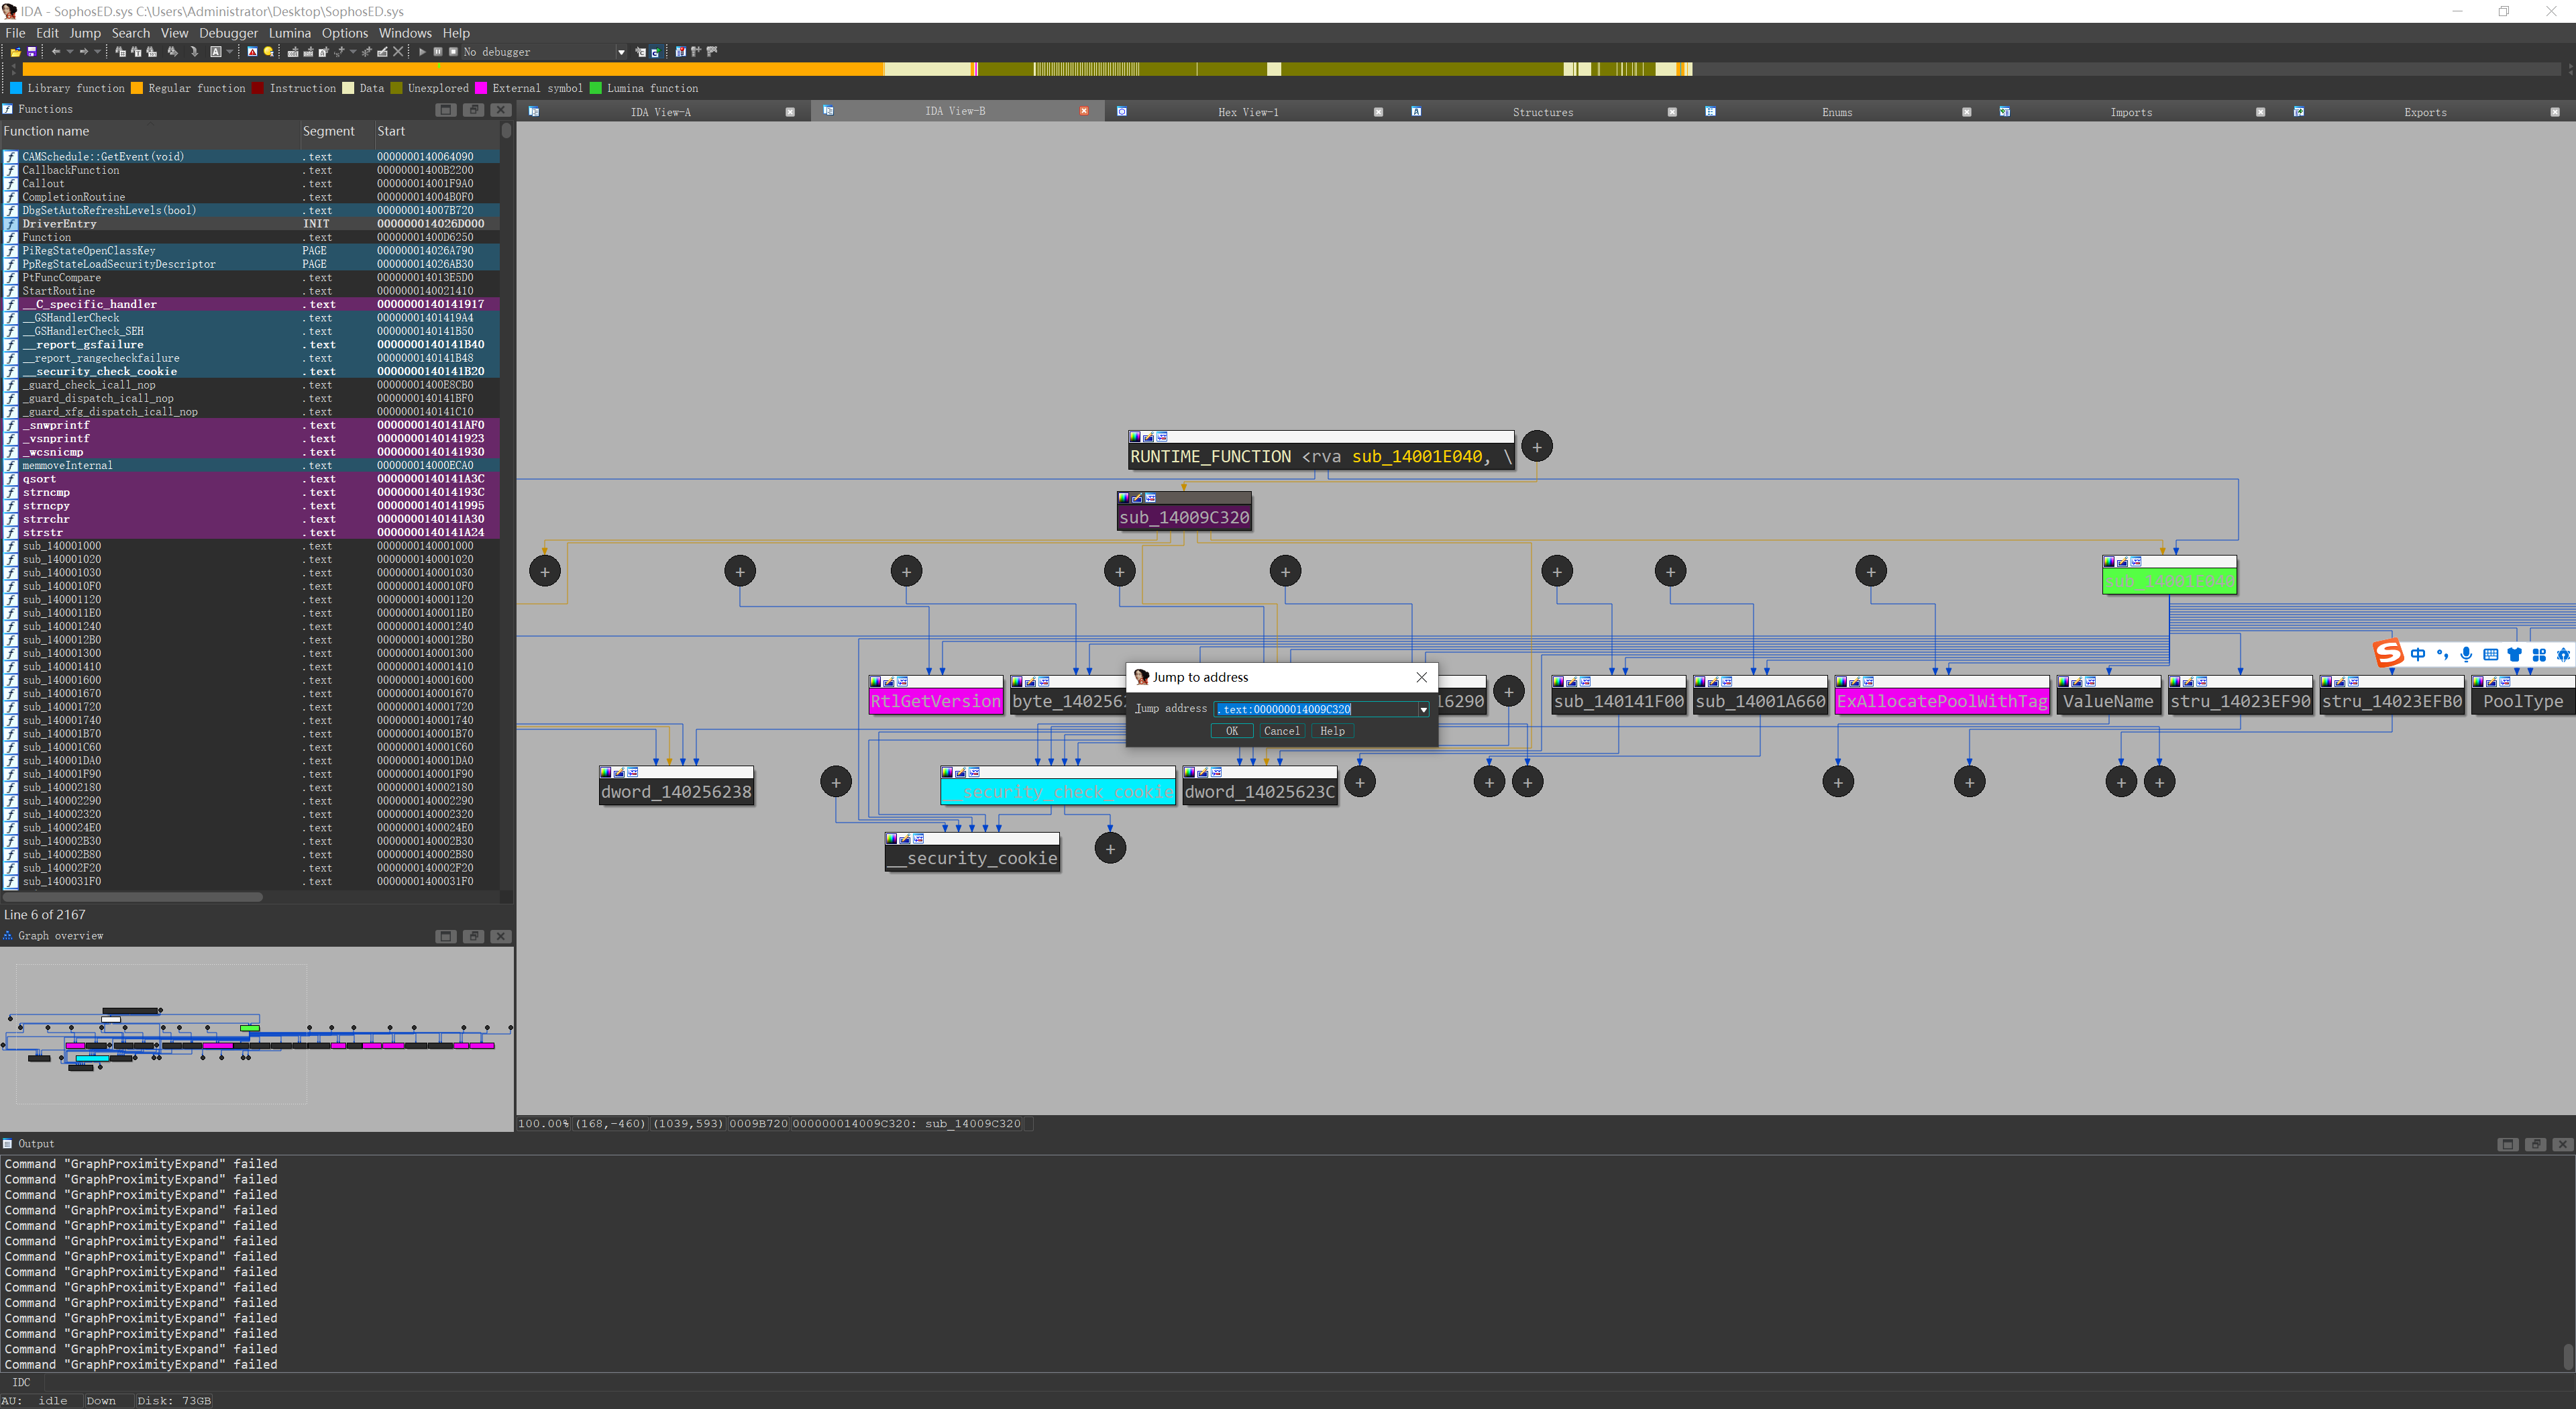 IDA - SophosED.sys C:\Users\Administrator\Desktop\SophosED.sys
File Edit Jump Search View Debugger Lumina Options Windows Help
No debugger
Library function Regular function Instruction Data Unexplored External symbol Lumina function
Functions
IDA View-A IDA View-B Hex View-1 Structures Enums Imports Exports
Function name Segment Start
CAMSchedule::GetEvent(void) .text 0000000140064090
CallbackFunction .text 00000001400B2200
Callout .text 000000014001F9A0
CompletionRoutine .text 000000014004B0F0
DbgSetAutoRefreshLevels(bool) .text 000000014007B720
DriverEntry INIT 000000014026D000
Function .text 00000001400D6250
PiRegStateOpenClassKey PAGE 000000014026A790
PpRegStateLoadSecurityDescriptor PAGE 000000014026AB30
PtFuncCompare .text 000000014013E5D0
StartRoutine .text 0000000140021410
__C_specific_handler .text 0000000140141917
__GSHandlerCheck .text 00000001401419A4
__GSHandlerCheck_SEH .text 0000000140141B50
__report_gsfailure .text 0000000140141B40
__report_rangecheckfailure .text 0000000140141B48
__security_check_cookie .text 0000000140141B20
_guard_check_icall_nop .text 00000001400E8CB0
_guard_dispatch_icall_nop .text 0000000140141BF0
_guard_xfg_dispatch_icall_nop .text 0000000140141C10
_snwprintf .text 0000000140141AF0
_vsnprintf .text 0000000140141923
_wcsnicmp .text 0000000140141930
memmoveInternal .text 000000014000ECA0
qsort .text 0000000140141A3C
strncmp .text 000000014014193C
strncpy .text 0000000140141995
strrchr .text 0000000140141A30
strstr .text 0000000140141A24
sub_140001000 .text 0000000140001000
sub_140001020 .text 0000000140001020
sub_140001030 .text 0000000140001030
sub_1400010F0 .text 00000001400010F0
sub_140001120 .text 0000000140001120
sub_1400011E0 .text 00000001400011E0
sub_140001240 .text 0000000140001240
sub_1400012B0 .text 00000001400012B0
sub_140001300 .text 0000000140001300
sub_140001410 .text 0000000140001410
sub_140001600 .text 0000000140001600
sub_140001670 .text 0000000140001670
sub_140001720 .text 0000000140001720
sub_140001740 .text 0000000140001740
sub_140001B70 .text 0000000140001B70
sub_140001C60 .text 0000000140001C60
sub_140001DA0 .text 0000000140001DA0
sub_140001F90 .text 0000000140001F90
sub_140002180 .text 0000000140002180
sub_140002290 .text 0000000140002290
sub_140002320 .text 0000000140002320
sub_1400024E0 .text 00000001400024E0
sub_140002B30 .text 0000000140002B30
sub_140002B80 .text 0000000140002B80
sub_140002F20 .text 0000000140002F20
sub_1400031F0 .text 00000001400031F0
Line 6 of 2167
Graph overview
RUNTIME_FUNCTION <rva sub_14001E040, \
sub_14009C320
sub_14001E040
中
RtlGetVersion byte_1402562 16290 sub_140141F00 sub_14001A660 ExAllocatePoolWithTag ValueName stru_14023EF90 stru_14023EFB0 PoolType
Jump to address
Jump address .text:000000014009C320
OK Cancel Help
dword_140256238 __security_check_cookie dword_14025623C
__security_cookie
100.00% (168,-460) (1039,593) 0009B720 000000014009C320: sub_14009C320
Output
Command "GraphProximityExpand" failed
Command "GraphProximityExpand" failed
Command "GraphProximityExpand" failed
Command "GraphProximityExpand" failed
Command "GraphProximityExpand" failed
Command "GraphProximityExpand" failed
Command "GraphProximityExpand" failed
Command "GraphProximityExpand" failed
Command "GraphProximityExpand" failed
Command "GraphProximityExpand" failed
Command "GraphProximityExpand" failed
Command "GraphProximityExpand" failed
Command "GraphProximityExpand" failed
Command "GraphProximityExpand" failed
IDC
AU: idle Down Disk: 73GB